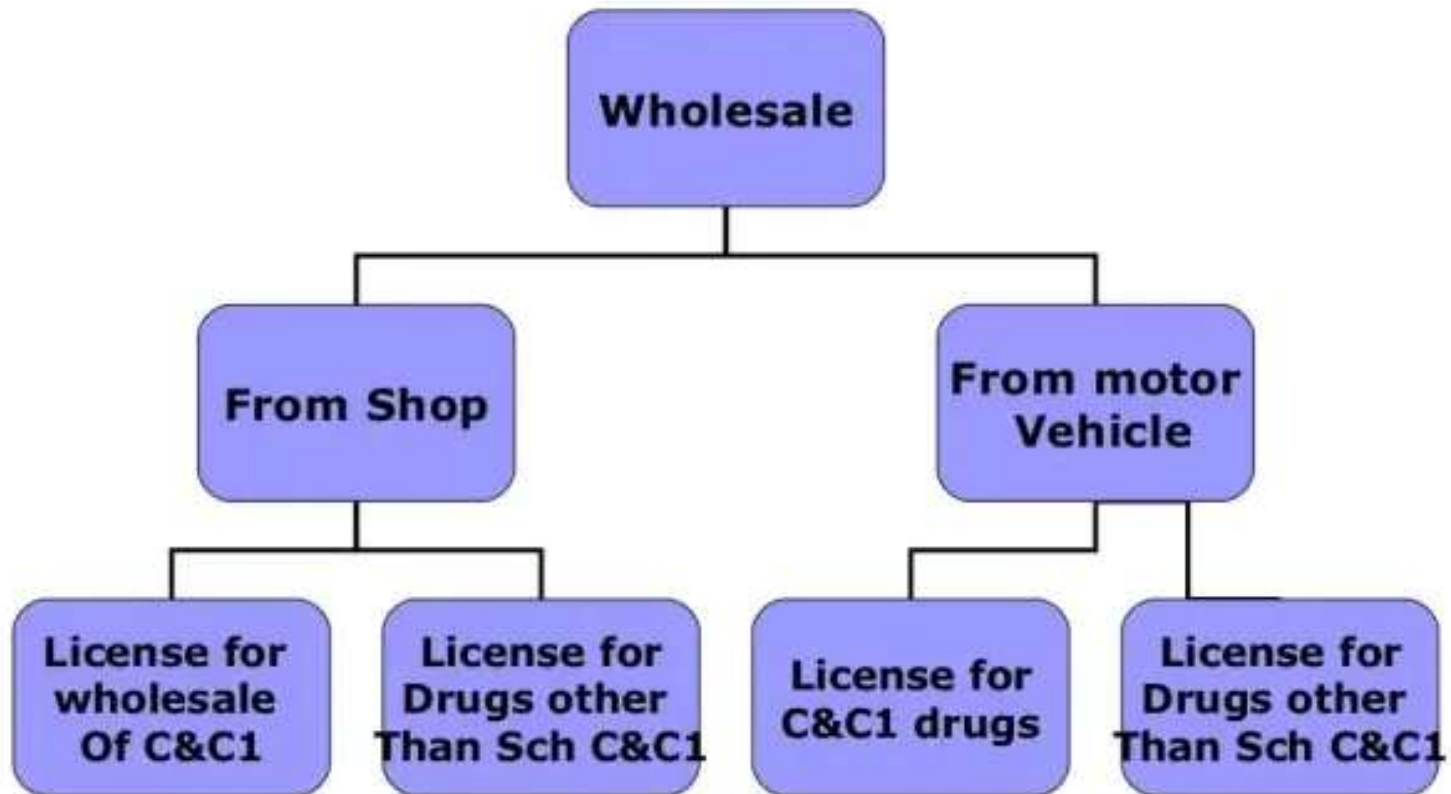 Wholesale
From Shop
From motor
Vehicle
License for
wholesale
Of C&C1
License for
Drugs other
Than Sch C&C1
License for
C&C1 drugs
License for
Drugs other
Than Sch C&C1